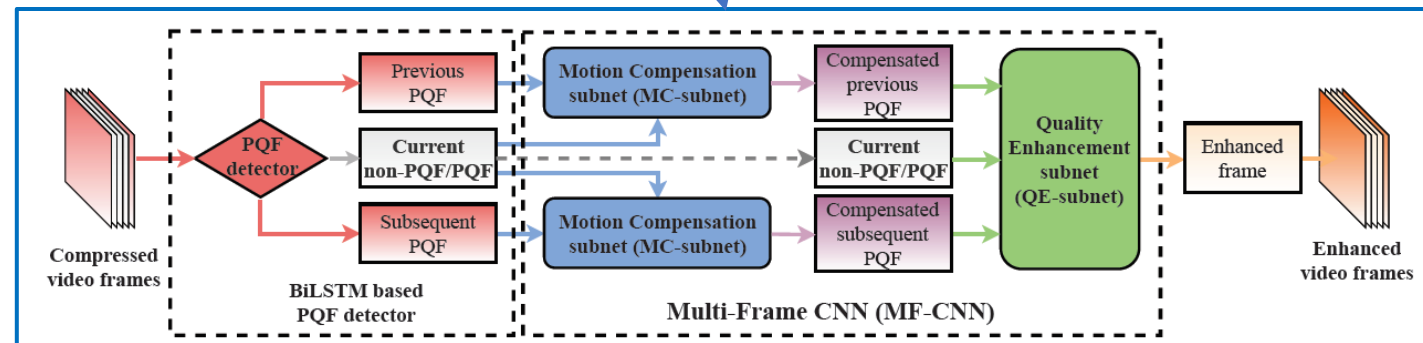 Compressed
video frames
PQF
detector
Previous
PQF
Current
non-PQF/PQF
Subsequent
PQF
BiLSTM based
PQF detector
Motion Compensation
subnet (MC-subnet)
Motion Compensation
subnet (MC-subnet)
Compensated
previous
PQF
Current
non-PQF/PQF
Compensated
subsequent
PQF
Quality
Enhancement
subnet
(QE-subnet)
Multi-Frame CNN (MF-CNN)
Enhanced
frame
Enhanced
video frames